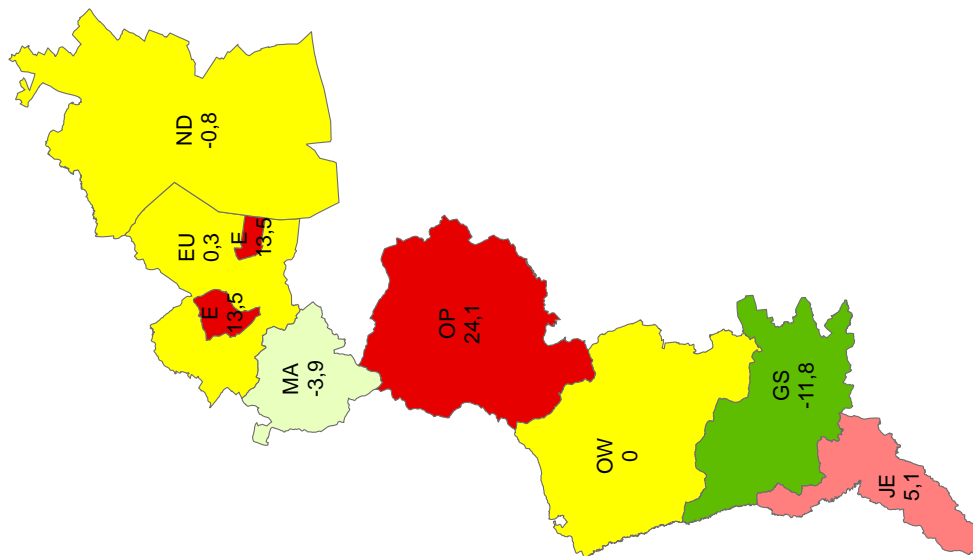 ND
-0,8
EU
0,3
E
13,5
E
13,5
MA
-3,9
OP
24,1
OW
0
GS
-11,8
JE
5,1